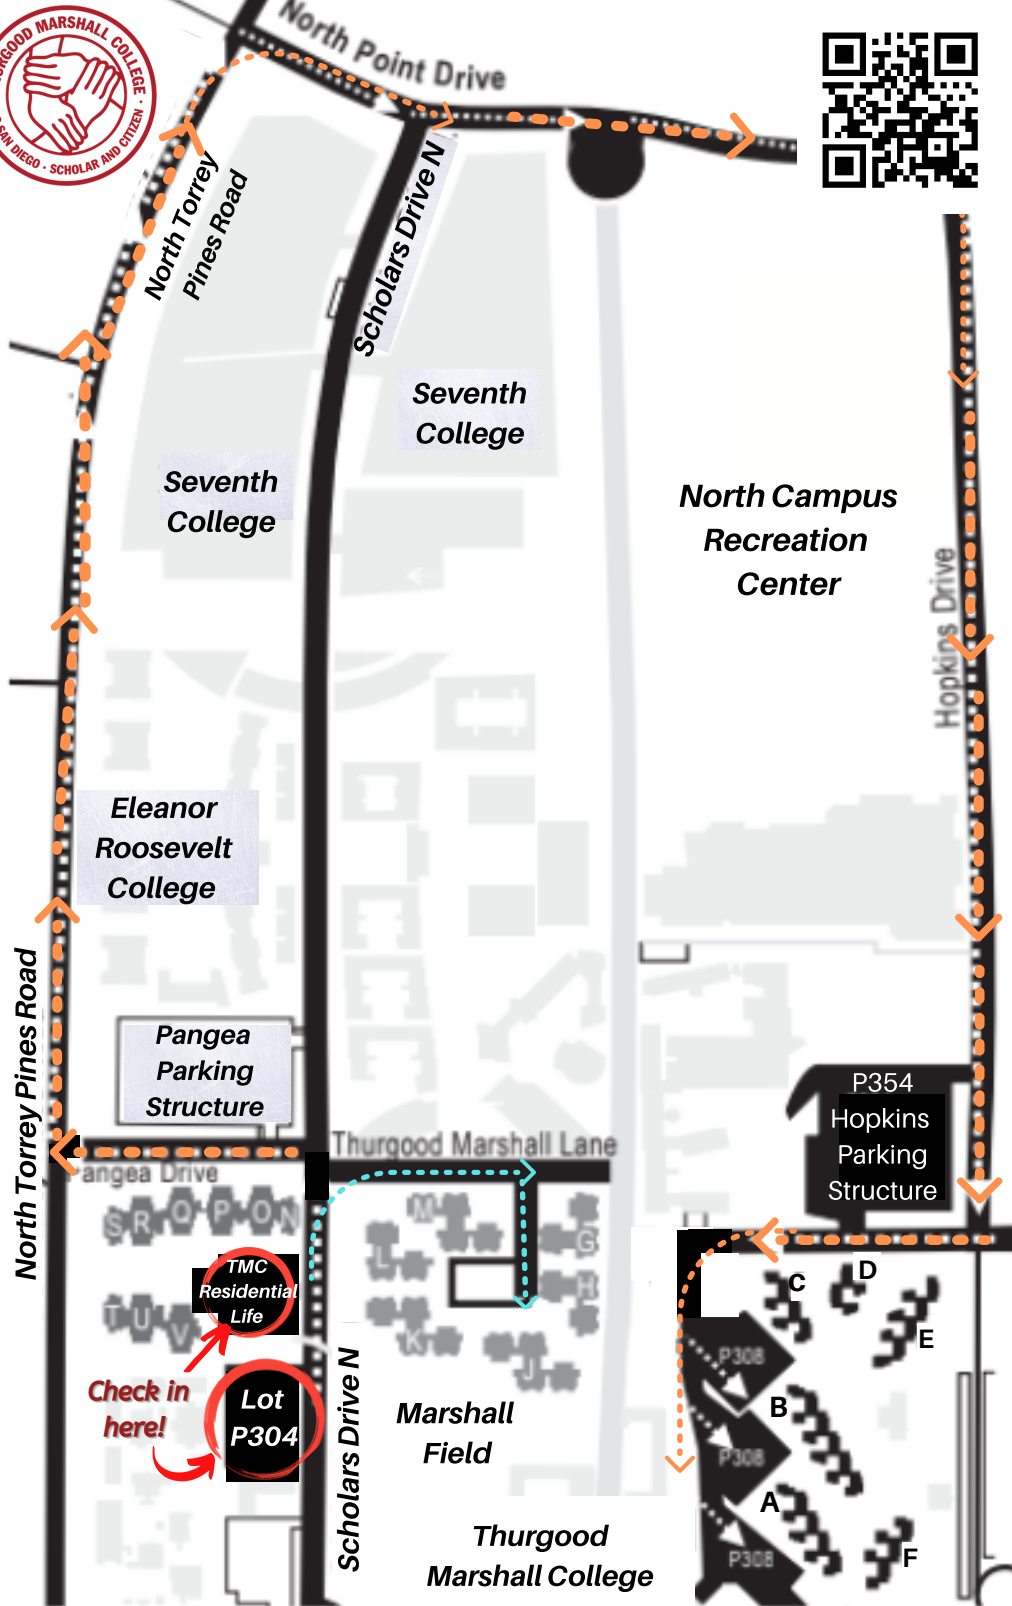 THURGOOD MARSHALL COLLEGE
SAN DIEGO · SCHOLAR AND CITIZEN ·
North Point Drive
North Torrey
Pines Road
Scholars Drive N
Seventh
College
Seventh
College
North Campus
Recreation
Center
Hopkins Drive
Eleanor
Roosevelt
College
North Torrey Pines Road
Pangea
Parking
Structure
P354
Hopkins
Parking
Structure
Thurgood Marshall Lane
angea Drive
S R Q P O N
M
L
G
H
K
J
T U V
TMC
Residential
Life
Check in
here!
Lot
P304
Scholars Drive N
Marshall
Field
Thurgood
Marshall College
C
D
E
P308
B
P308
A
P308
F